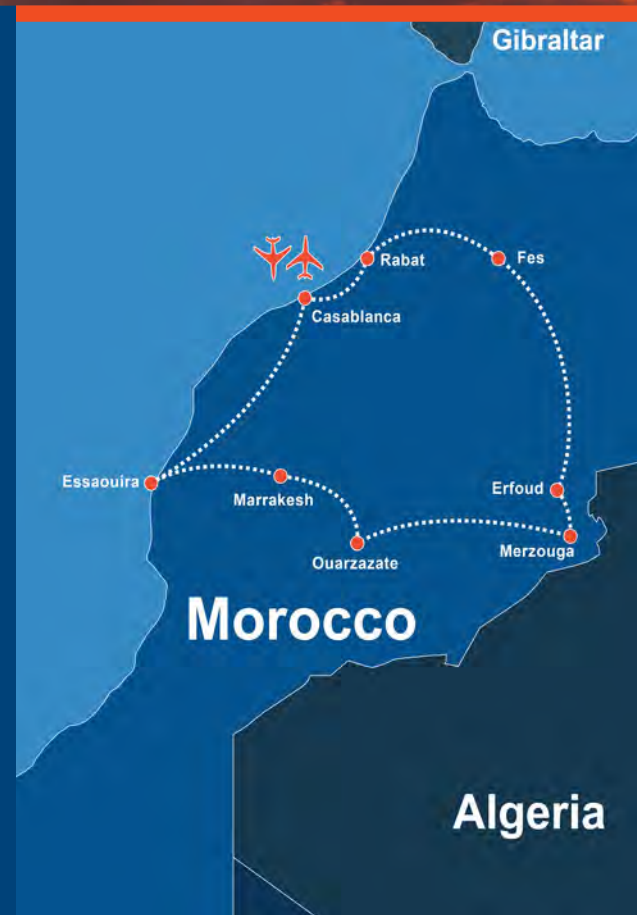 Gibraltar
Rabat
Fes
Casablanca
Essaouira
Marrakesh
Erfoud
Ouarzazate
Merzouga
Morocco
Algeria